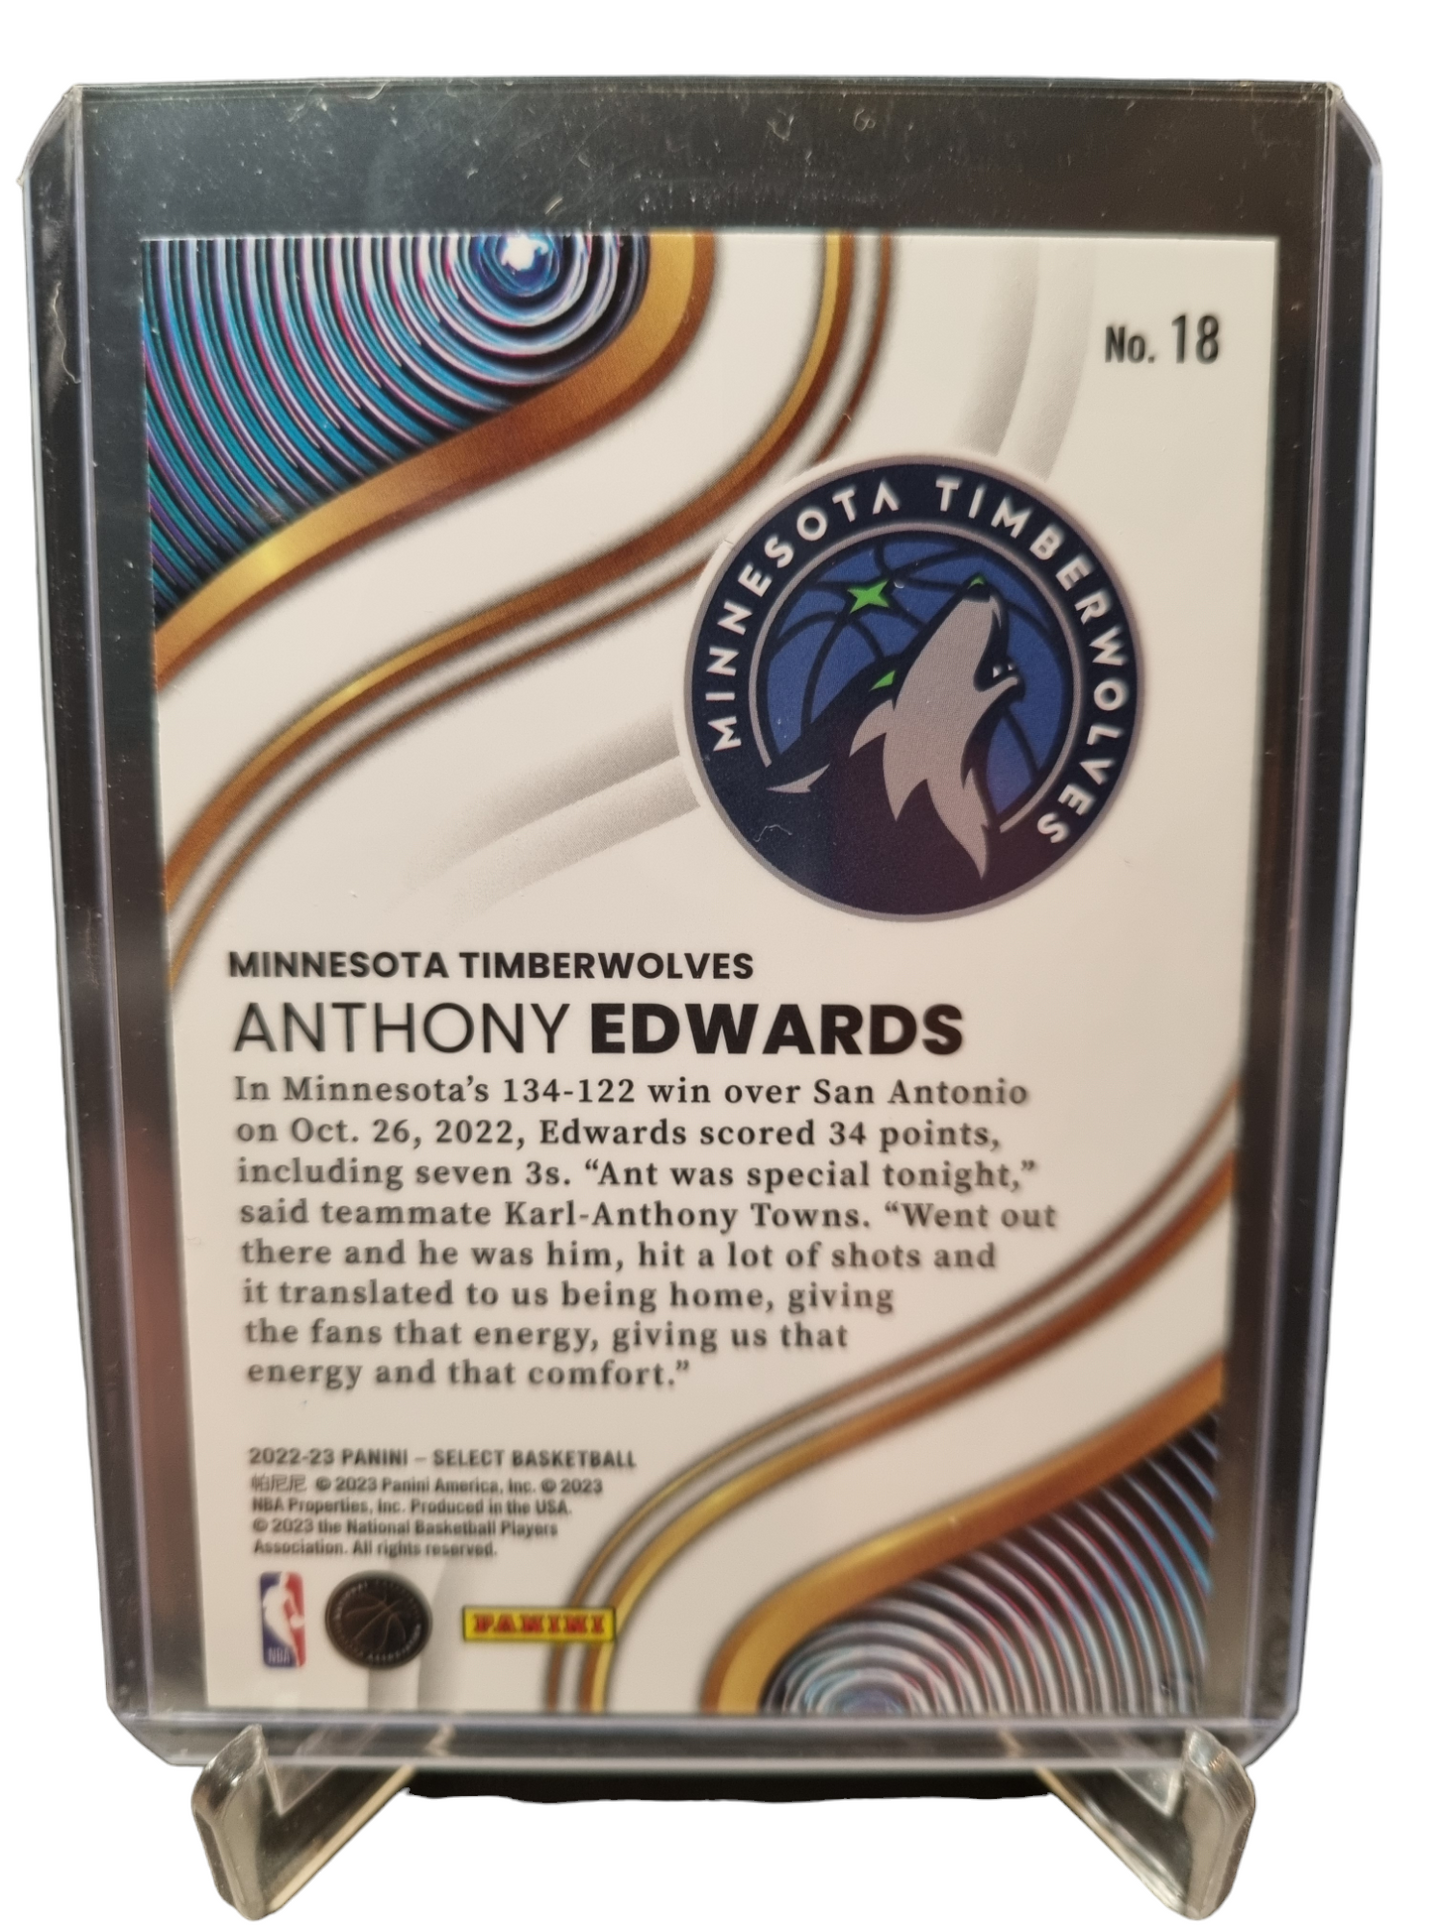 No. 18
MINNESOTA TIMBERWOLVES
MINNESOTA TIMBERWOLVES
ANTHONY EDWARDS
In Minnesota’s 134-122 win over San Antonio
on Oct. 26, 2022, Edwards scored 34 points,
including seven 3s. “Ant was special tonight,”
said teammate Karl-Anthony Towns. “Went out
there and he was him, hit a lot of shots and
it translated to us being home, giving
the fans that energy, giving us that
energy and that comfort.”
2022-23 PANINI – SELECT BASKETBALL
帕尼尼 © 2023 Panini America, Inc. © 2023
NBA Properties, Inc. Produced in the USA.
© 2023 the National Basketball Players
Association. All rights reserved.
NBA
PANINI